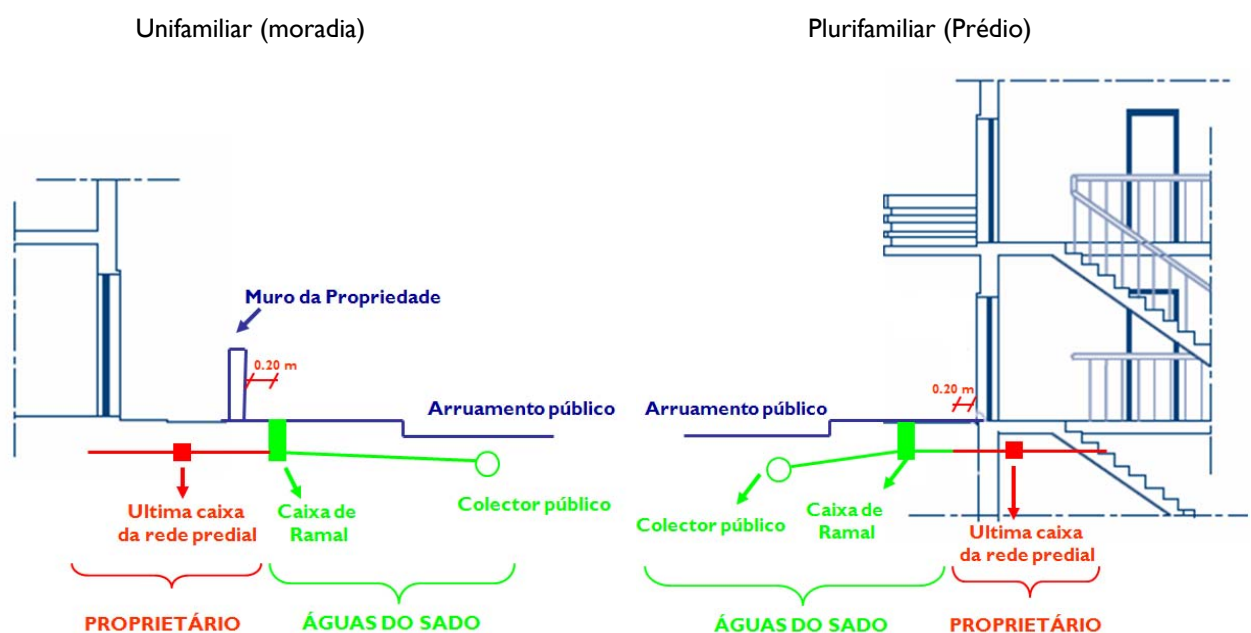 Unifamiliar (moradia)
Muro da Propriedade
0.20 m
Arruamento público
Colector público
Ultima caixa
da rede predial
Caixa de
Ramal
PROPRIETÁRIO
ÁGUAS DO SADO
Plurifamiliar (Prédio)
0.20 m
Arruamento público
Colector público
Caixa de
Ramal
Ultima caixa
da rede predial
ÁGUAS DO SADO
PROPRIETÁRIO